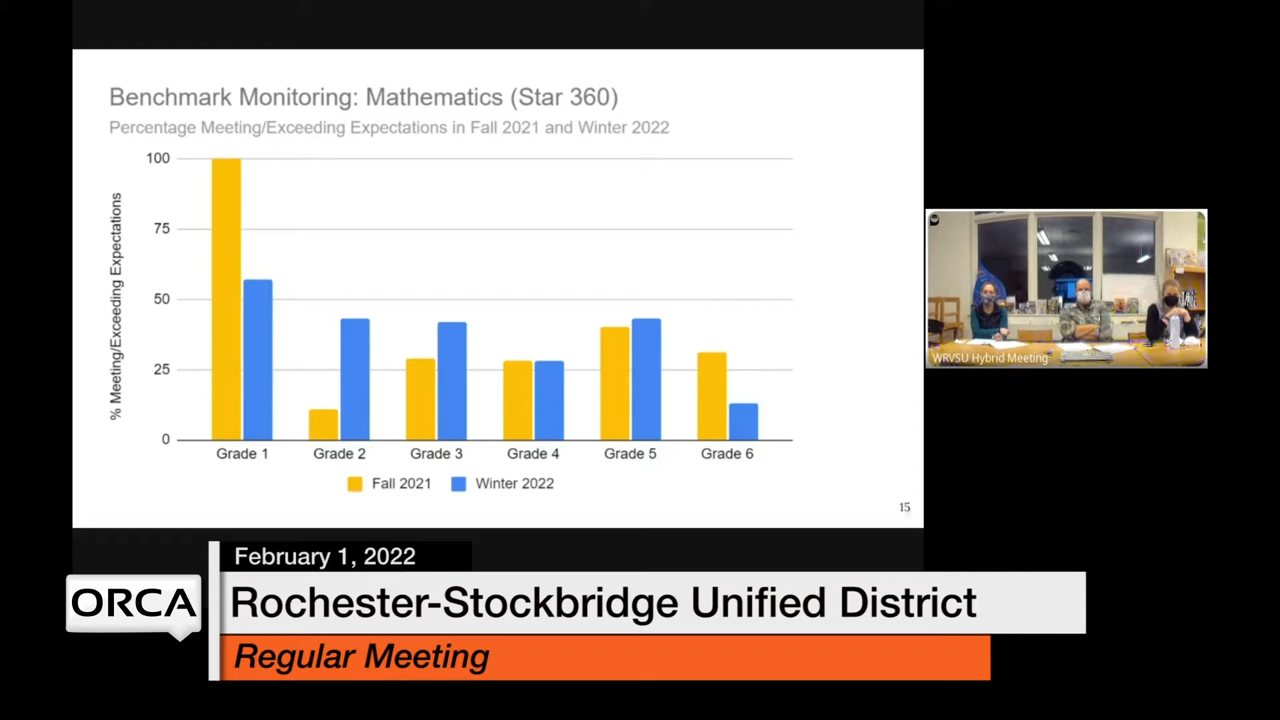 Benchmark Monitoring: Mathematics (Star 360)
Percentage Meeting/Exceeding Expectations in Fall 2021 and Winter 2022
% Meeting/Exceeding Expectations
100
75
50
25
0
Grade 1 Grade 2 Grade 3 Grade 4 Grade 5 Grade 6
Fall 2021 Winter 2022
15
WRVSU Hybrid Meeting
February 1, 2022
ORCA
Rochester-Stockbridge Unified District
Regular Meeting